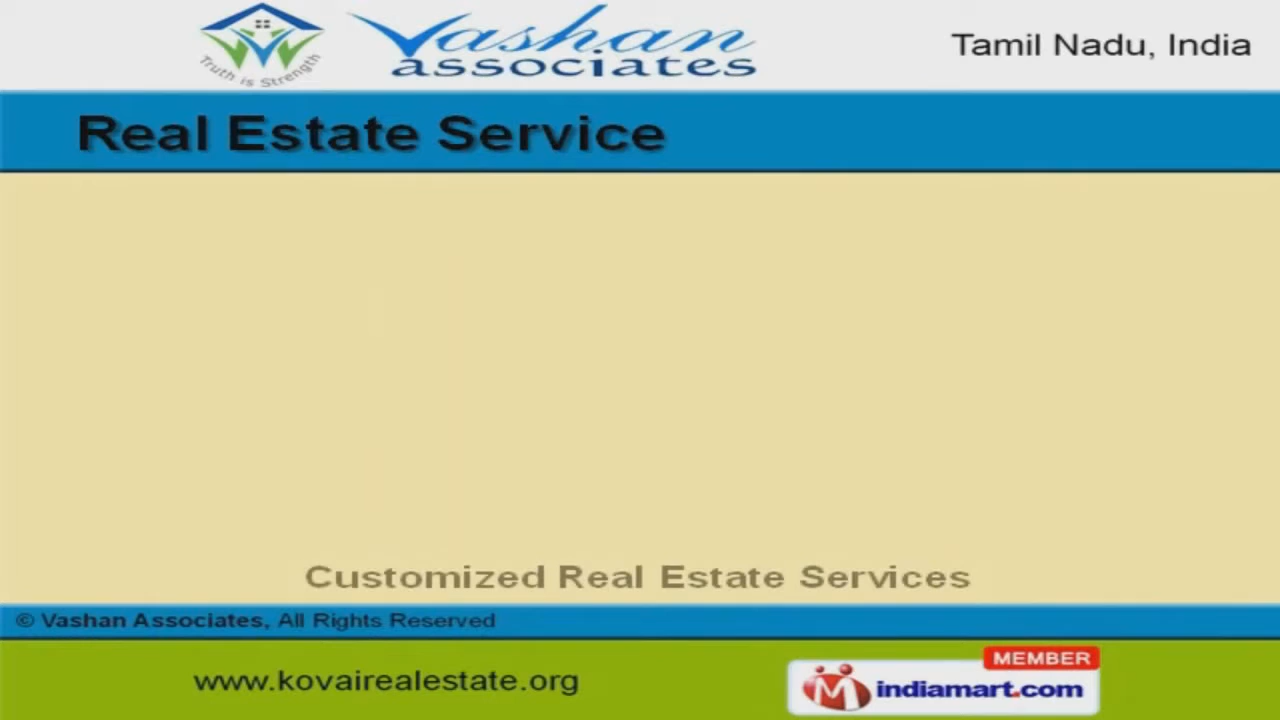 Truth is Strength
Vashan
associates
Tamil Nadu, India
Real Estate Service
Customized Real Estate Services
© Vashan Associates, All Rights Reserved
www.kovairealestate.org
MEMBER
indiamart.com